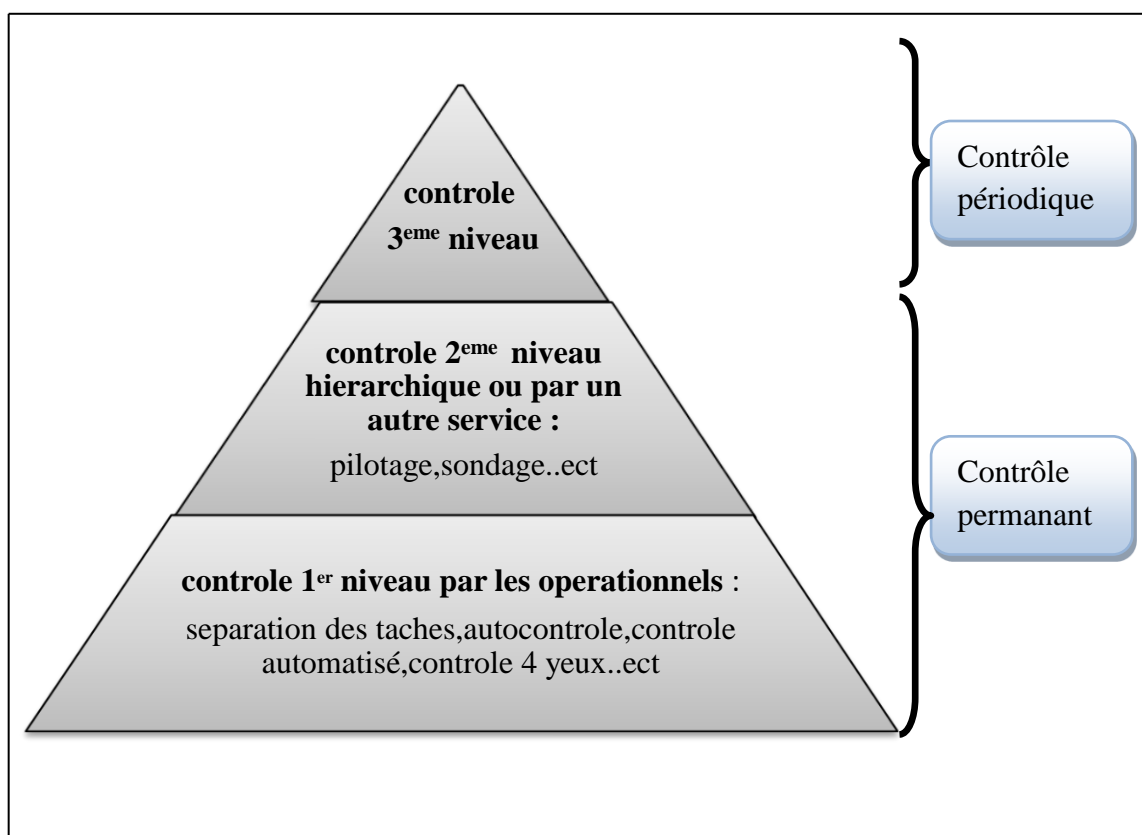 controle
3eme niveau
Contrôle
périodique
controle 2eme niveau
hierarchique ou par un
autre service :
pilotage,sondage..ect
Contrôle
permanant
controle 1er niveau par les operationnels :
separation des taches,autocontrole,controle
automatisé,controle 4 yeux..ect